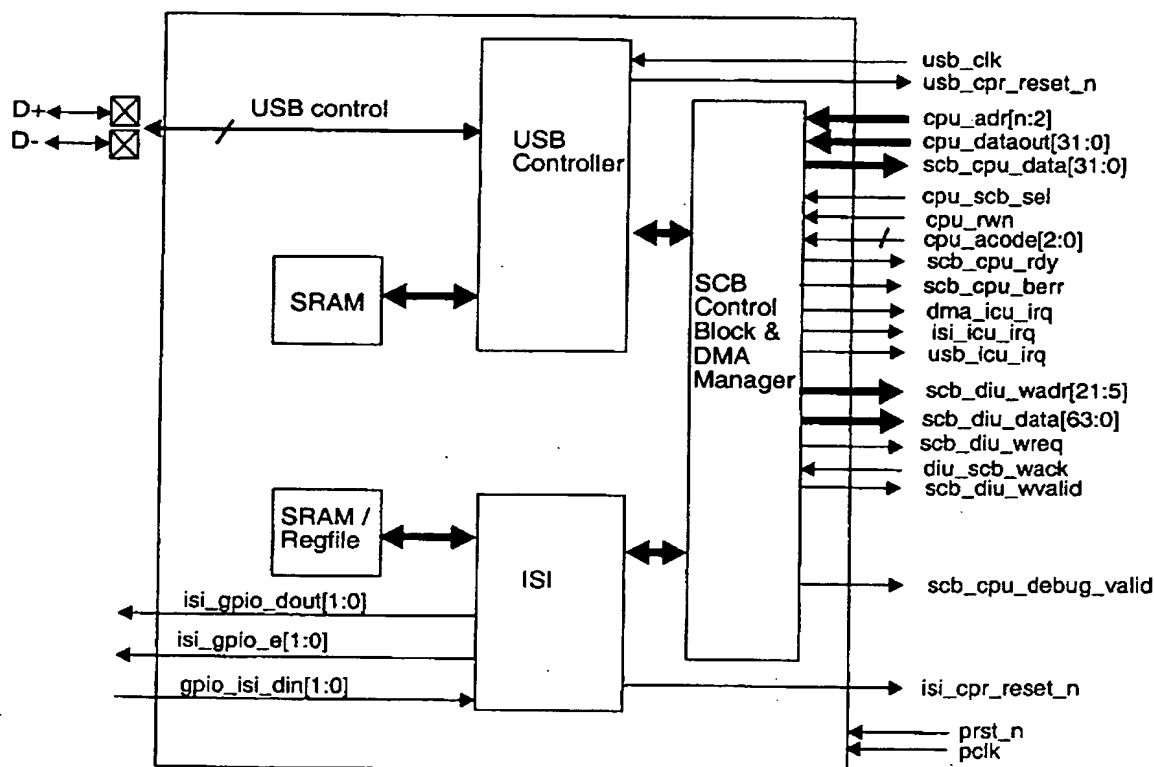 usb_clk
usb_cpr_reset_n
D+
D-
USB control
USB
Controller
cpu_adr[n:2]
cpu_dataout[31:0]
scb_cpu_data[31:0]
cpu_scb_sel
cpu_rwn
cpu_acode[2:0]
scb_cpu_rdy
scb_cpu_berr
dma_icu_irq
isi_icu_irq
usb_icu_irq
SRAM
SCB
Control
Block &
DMA
Manager
scb_diu_wadr[21:5]
scb_diu_data[63:0]
scb_diu_wreq
diu_scb_wack
scb_diu_wvalid
SRAM /
Regfile
ISI
scb_cpu_debug_valid
isi_gpio_dout[1:0]
isi_gpio_e[1:0]
gpio_isi_din[1:0]
isi_cpr_reset_n
prst_n
pclk